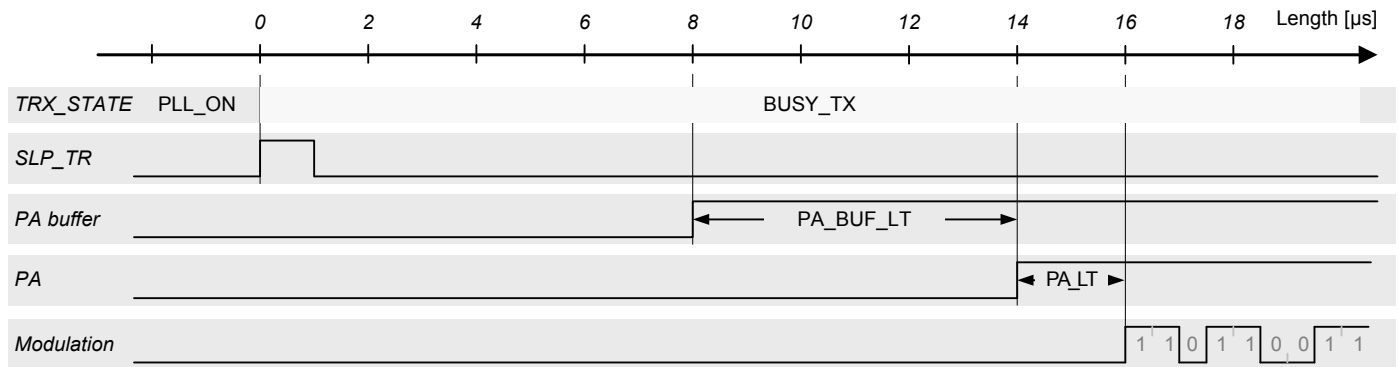 0 2 4 6 8 10 12 14 16 18 Length [µs]
TRX_STATE PLL_ON BUSY_TX
SLP_TR
PA buffer PA_BUF_LT
PA PA_LT
Modulation 1 1 0 1 1 0 0 1 1